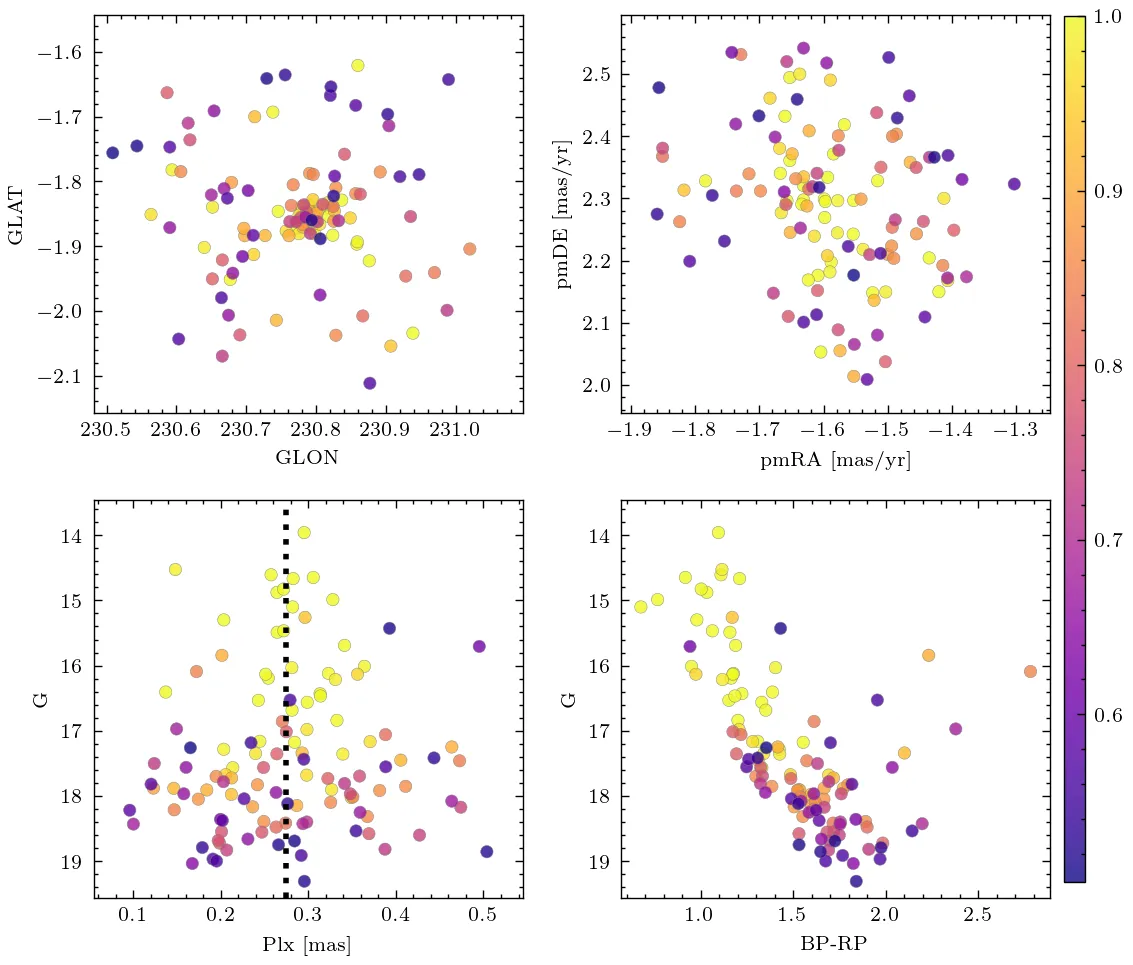 −1.6
−1.7
−1.8
−1.9
−2.0
−2.1
GLAT
230.5 230.6 230.7 230.8 230.9 231.0
GLON
2.5
2.4
2.3
2.2
2.1
2.0
pmDE [mas/yr]
−1.9 −1.8 −1.7 −1.6 −1.5 −1.4 −1.3
pmRA [mas/yr]
14
15
16
17
18
19
G
0.1 0.2 0.3 0.4 0.5
Plx [mas]
14
15
16
17
18
19
G
1.0 1.5 2.0 2.5
BP-RP
1.0
0.9
0.8
0.7
0.6